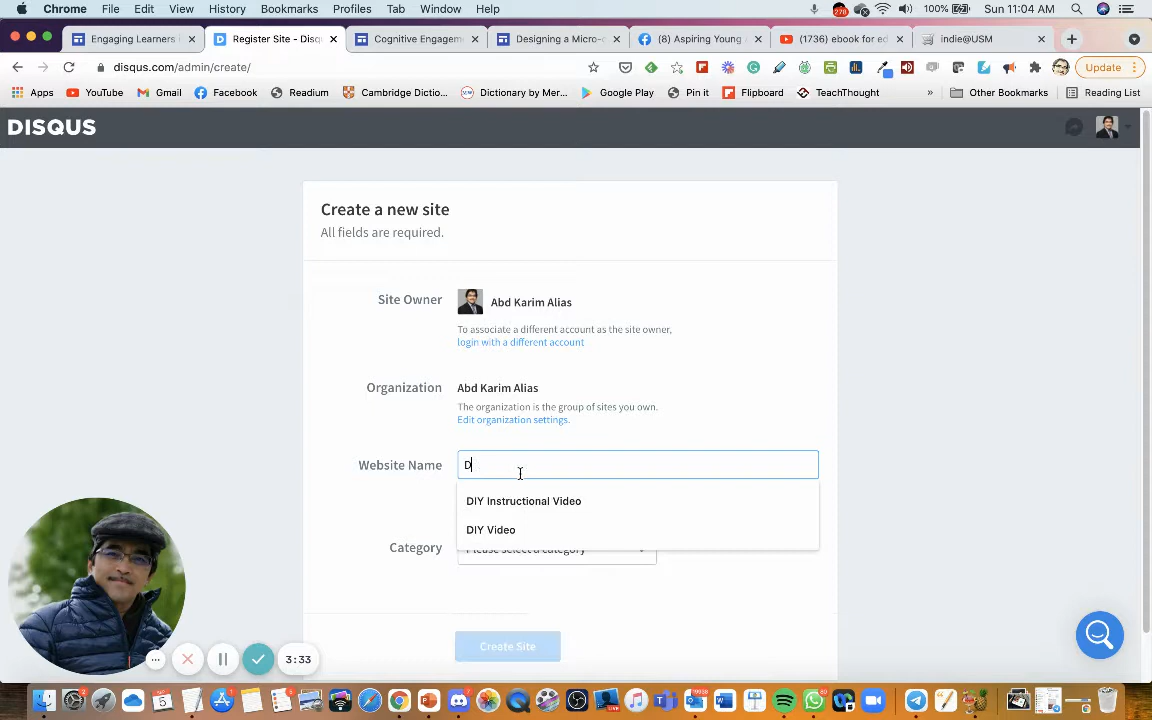 Chrome File Edit View History Bookmarks Profiles Tab Window Help 278 100% Sun 11:04 AM
Engaging Learners Register Site - Disq Cognitive Engagem Designing a Micro-c (8) Aspiring Young (1736) ebook for ed indie@USM
disqus.com/admin/create/ Update
Apps YouTube Gmail Facebook Readium Cambridge Dictio... Dictionary by Mer... Google Play Pin it Flipboard TeachThought » Other Bookmarks Reading List
DISQUS
Create a new site
All fields are required.
Site Owner Abd Karim Alias
To associate a different account as the site owner,
login with a different account
Organization Abd Karim Alias
The organization is the group of sites you own.
Edit organization settings.
Website Name D
DIY Instructional Video
DIY Video
Category Please select a category
Create Site
3:33